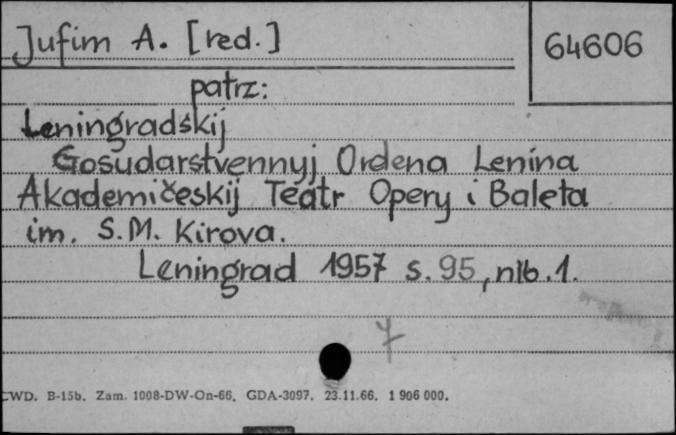 Jufim A. [red.]
64606
patrz:
Leningradskij
Gosudarstvennyj Ordena Lenina
Akademičeskij Teatr Opery i Baleta
im. S.M. Kirova.
Leningrad 1957 s. 95, nlb. 1.
CWD. B-15b. Zam. 1008-DW-On-66. GDA-3097. 23.11.66. 1 906 000.